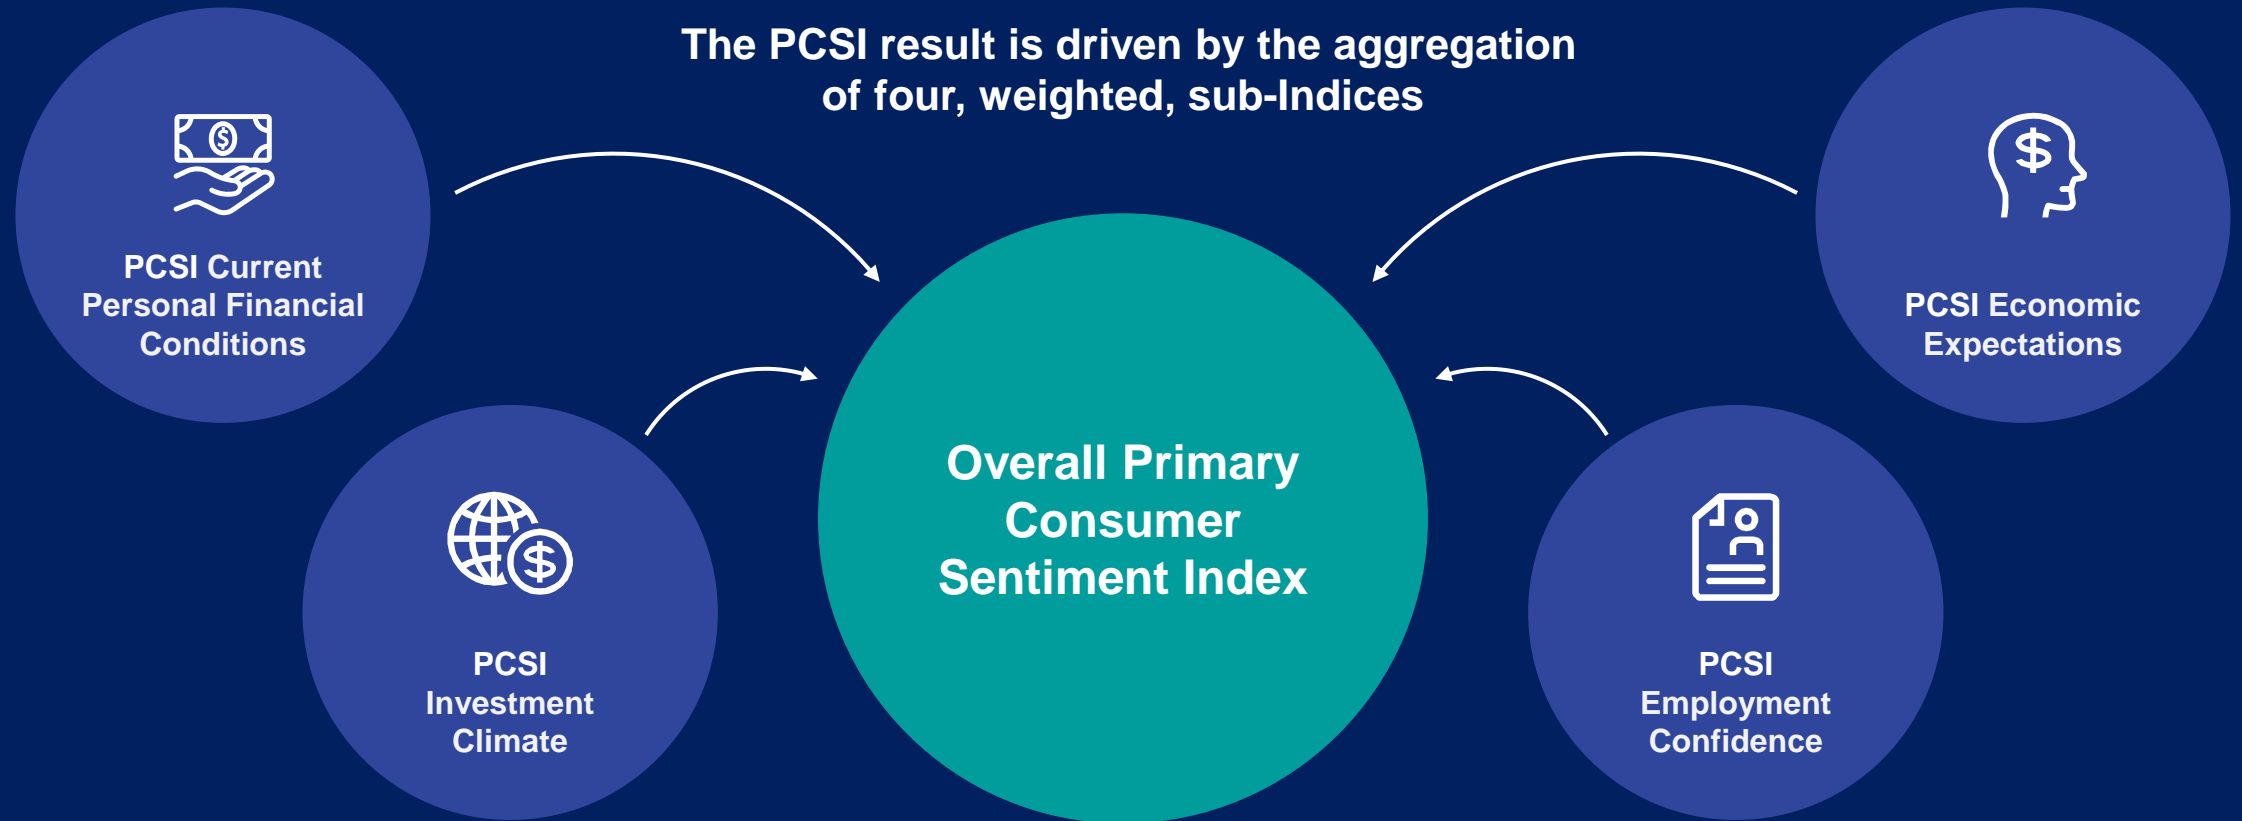 The PCSI result is driven by the aggregation
of four, weighted, sub-Indices
PCSI Current
Personal Financial
Conditions
PCSI Economic
Expectations
Overall Primary
Consumer
Sentiment Index
PCSI
Investment
Climate
PCSI
Employment
Confidence